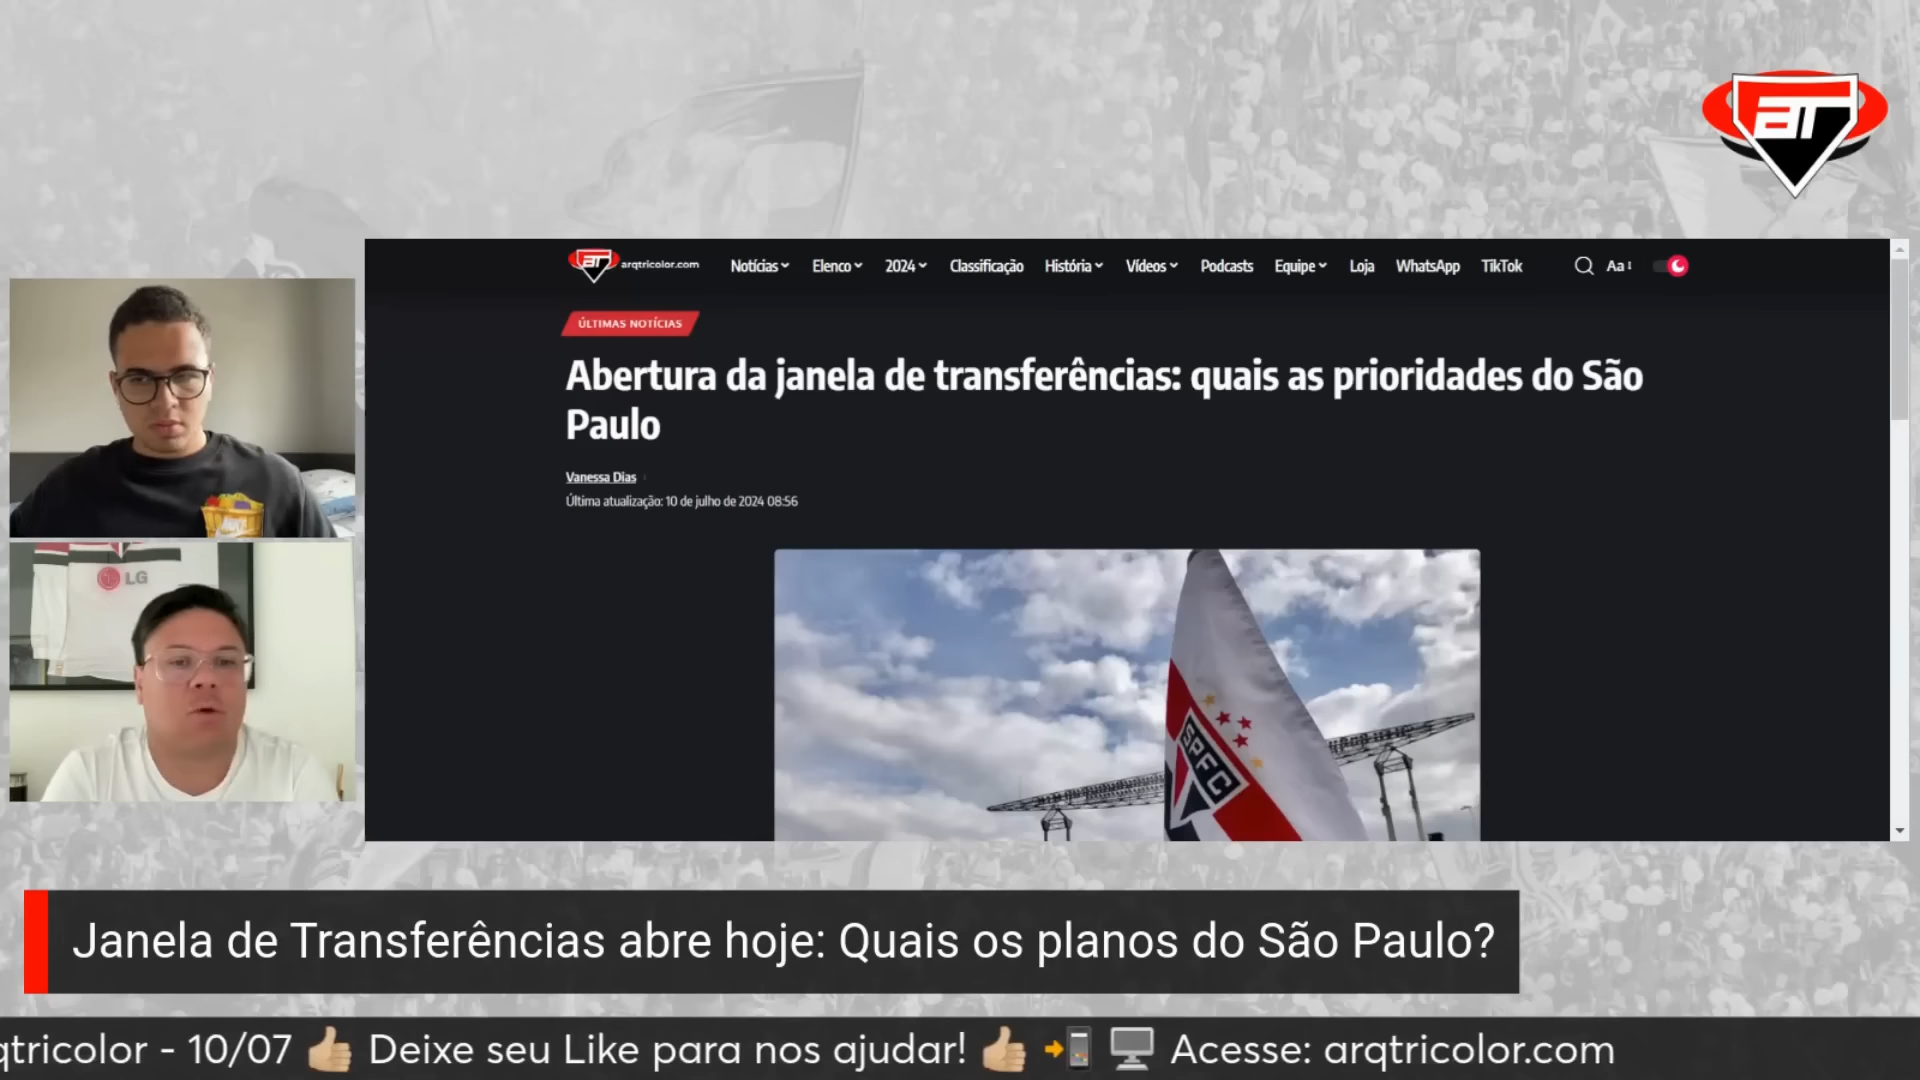 AT
AT arqtricolor.com Notícias Elenco 2024 Classificação História Vídeos Podcasts Equipe Loja WhatsApp TikTok Aa
ÚLTIMAS NOTÍCIAS
Abertura da janela de transferências: quais as prioridades do São
Paulo
Vanessa Dias
Última atualização: 10 de julho de 2024 08:56
LG
SPFC
Janela de Transferências abre hoje: Quais os planos do São Paulo?
qtricolor - 10/07 👍🏼 Deixe seu Like para nos ajudar! 👍🏼 📲 🖥️ Acesse: arqtricolor.com